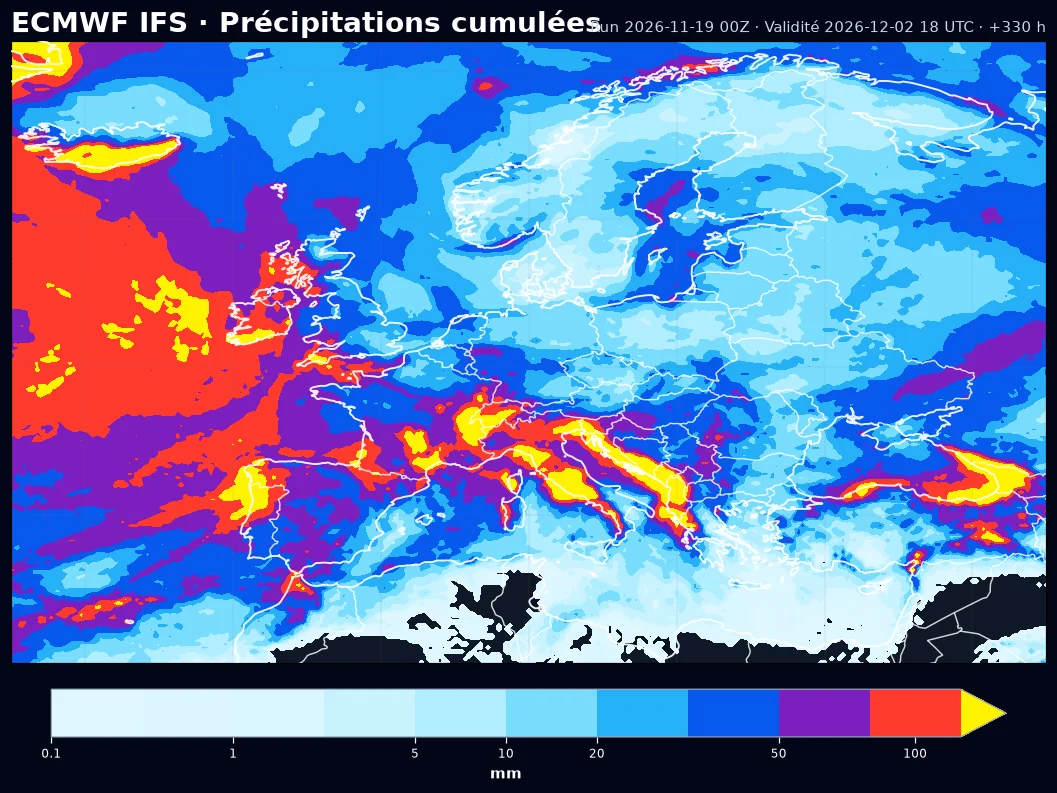 ECMWF IFS · Précipitations cumulées
Run 2026-11-19 00Z · Validité 2026-12-02 18 UTC · +330 h
0.1 1 5 10 20 50 100
mm